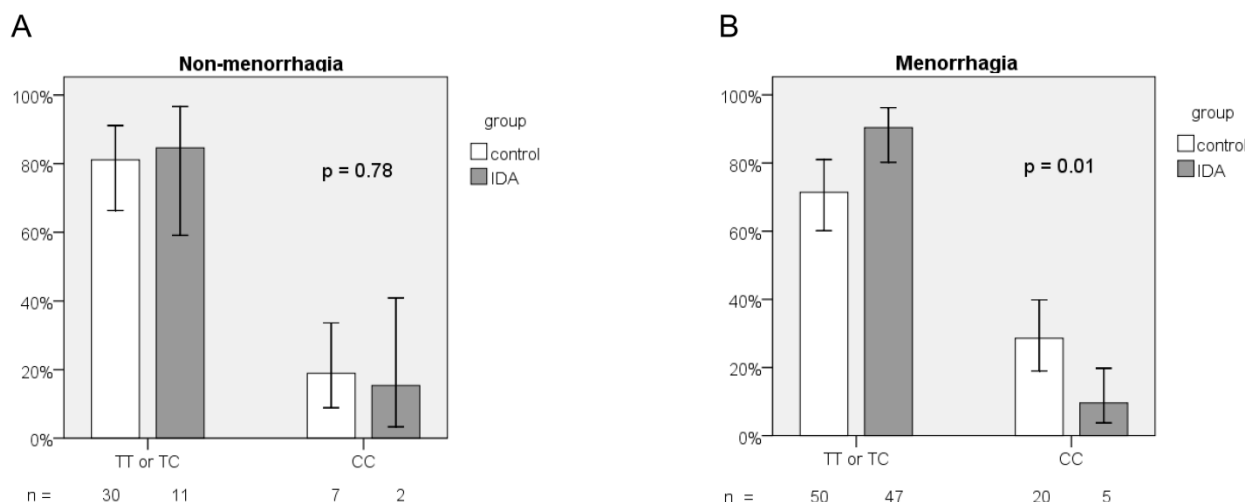 A
Non-menorrhagia
100%
80%
60%
40%
20%
0%
p = 0.78
group
control
IDA
TT or TC
CC
n = 30 11 7 2
B
Menorrhagia
100%
80%
60%
40%
20%
0%
p = 0.01
group
control
IDA
TT or TC
CC
n = 50 47 20 5